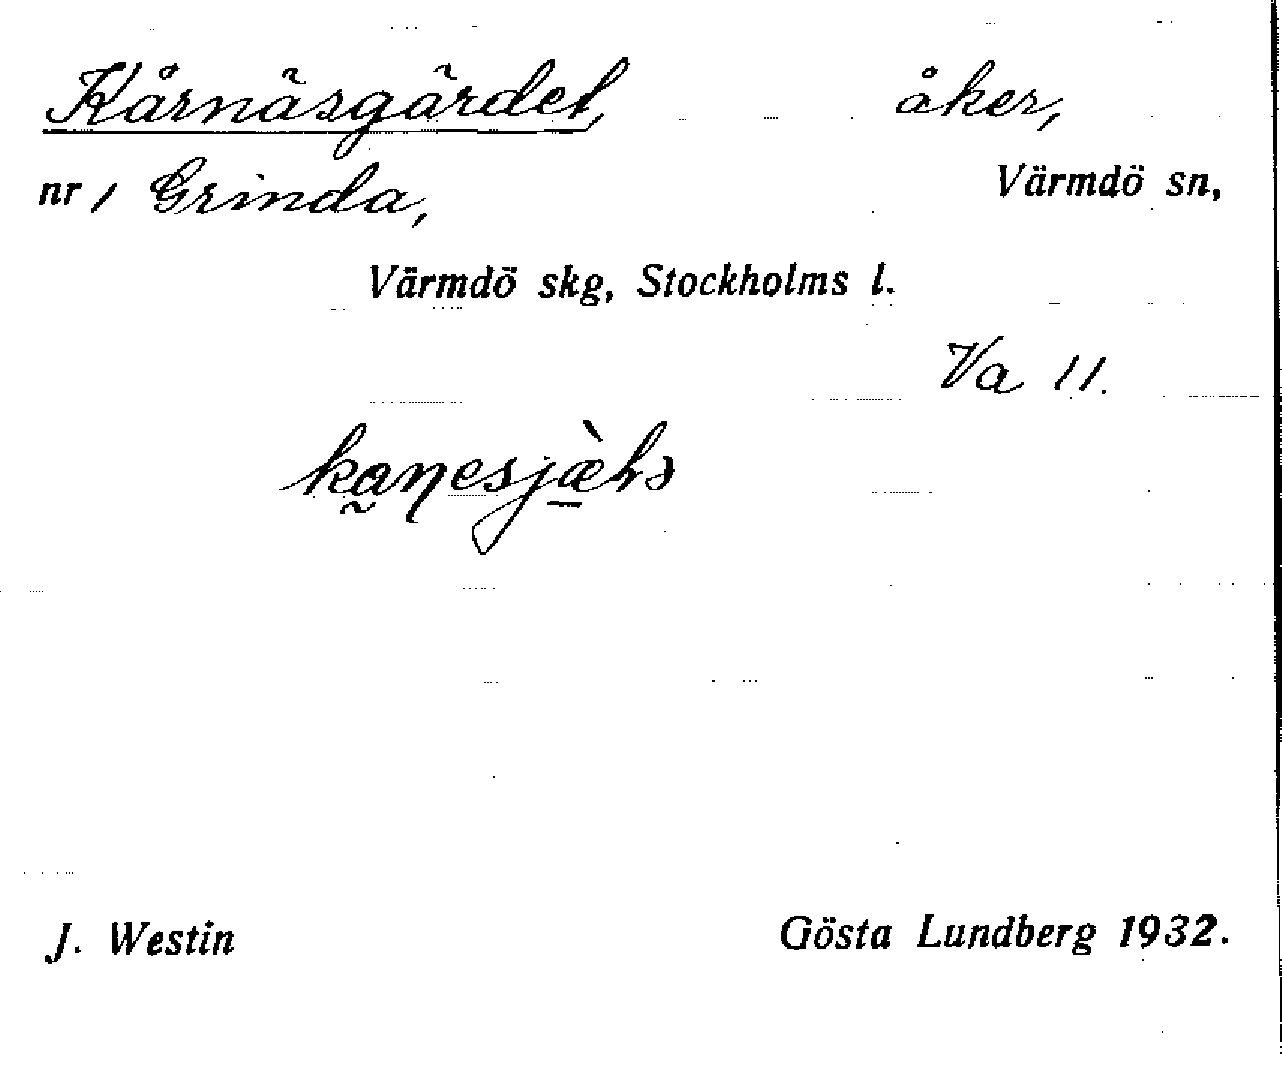 Kårnäsgärdet, åker,
nr 1 Grinda, Värmdö sn,
Värmdö skg, Stockholms l.
Va 11.
J. Westin Gösta Lundberg 1932.